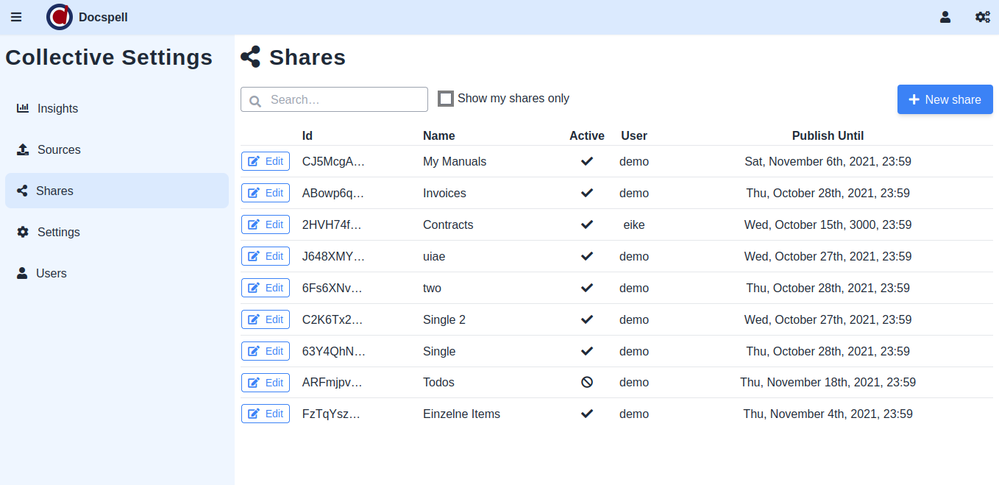 Docspell
Collective Settings
Insights
Sources
Shares
Settings
Users
Shares
Search…
Show my shares only
New share
Id Name Active User Publish Until
Edit CJ5McgA… My Manuals demo Sat, November 6th, 2021, 23:59
Edit ABowp6q… Invoices demo Thu, October 28th, 2021, 23:59
Edit 2HVH74f… Contracts eike Wed, October 15th, 3000, 23:59
Edit J648XMY… uiae demo Wed, October 27th, 2021, 23:59
Edit 6Fs6XNv… two demo Thu, October 28th, 2021, 23:59
Edit C2K6Tx2… Single 2 demo Wed, October 27th, 2021, 23:59
Edit 63Y4QhN… Single demo Thu, October 28th, 2021, 23:59
Edit ARFmjpv… Todos demo Thu, November 18th, 2021, 23:59
Edit FzTqYsz… Einzelne Items demo Thu, November 4th, 2021, 23:59